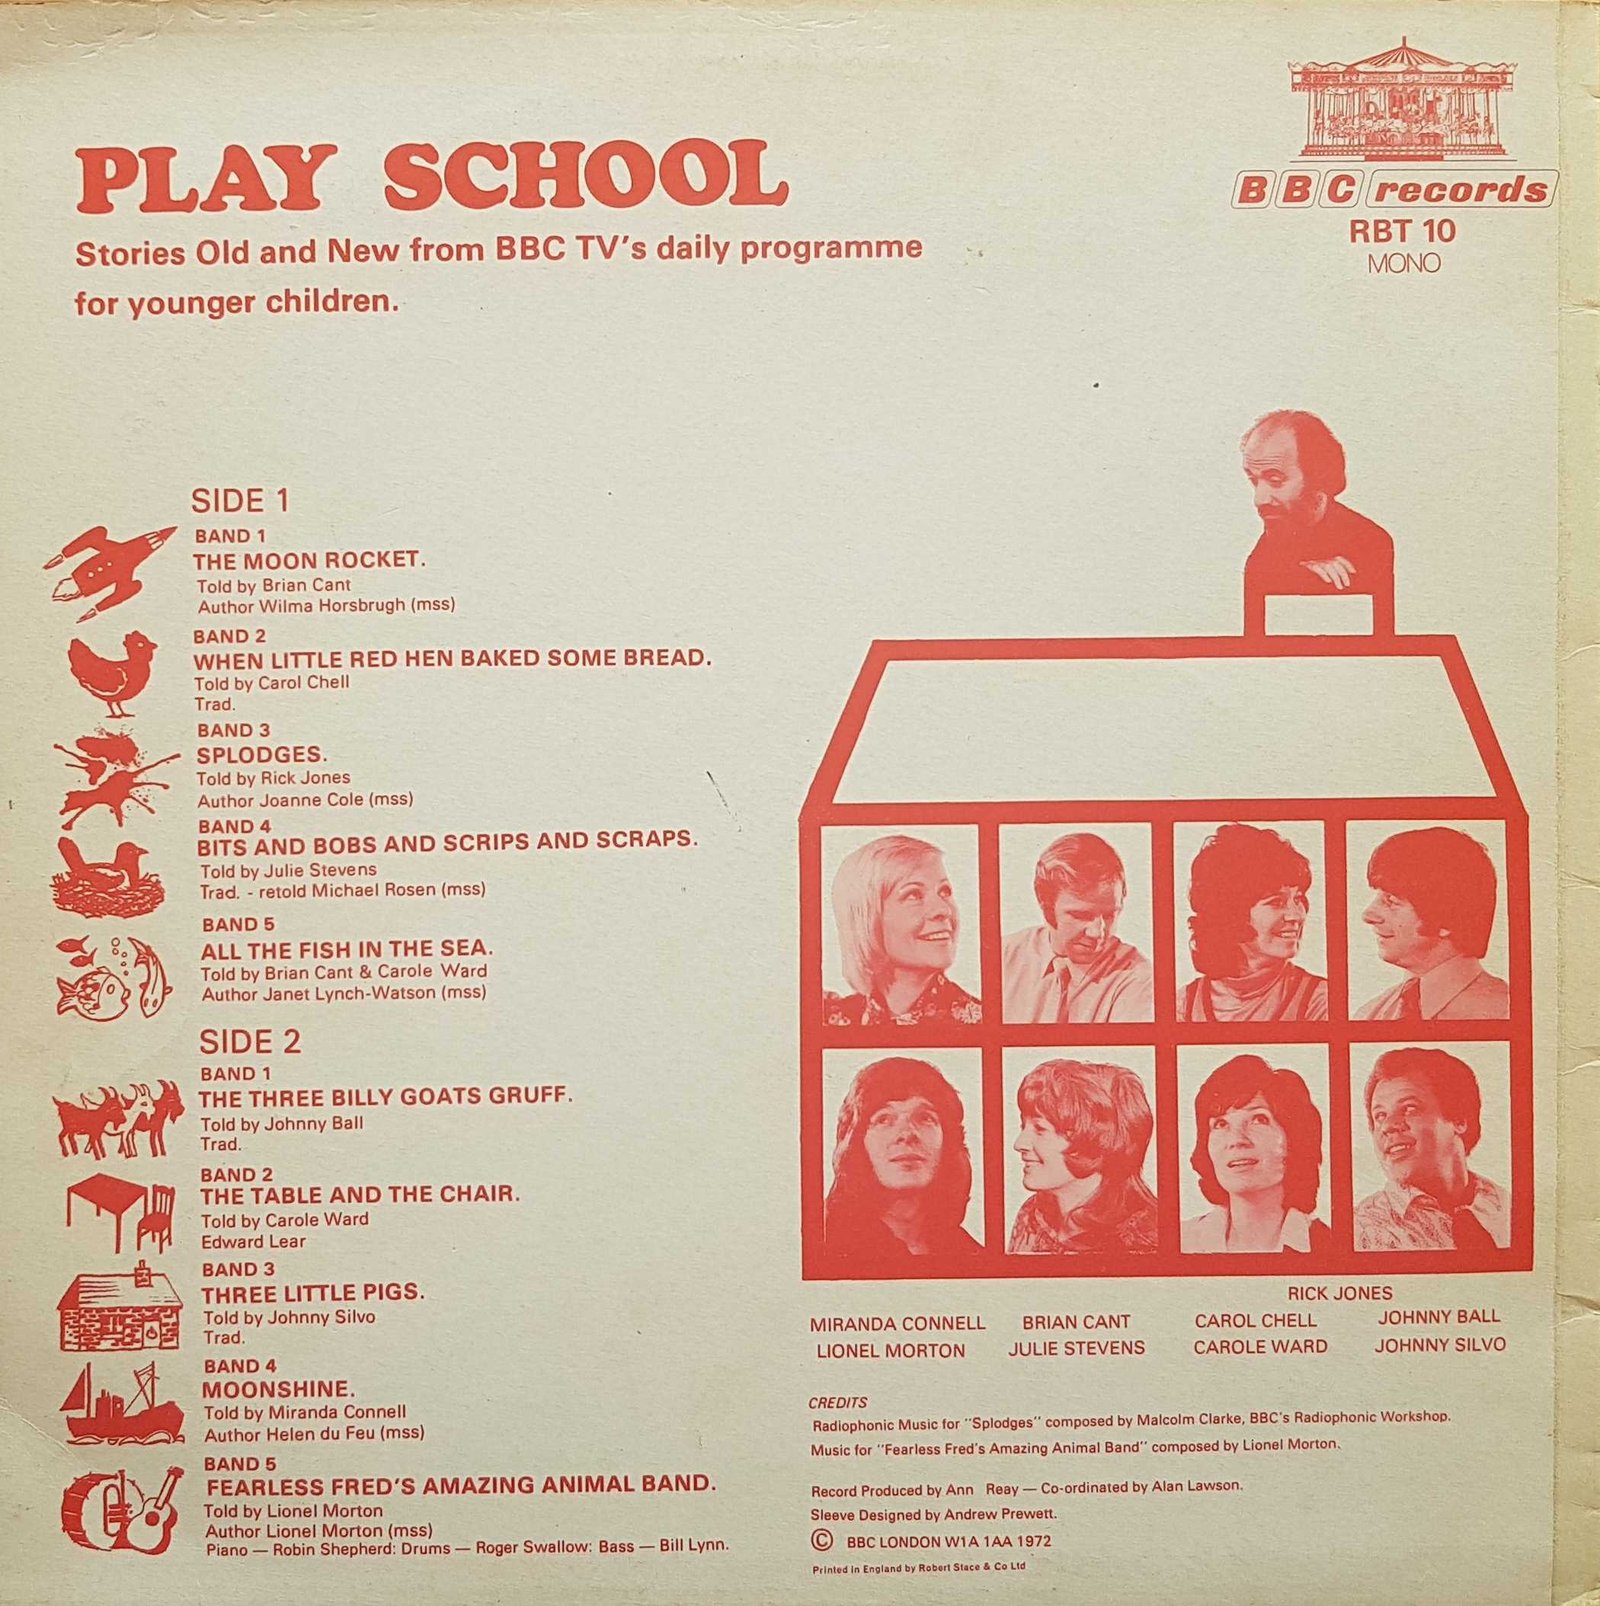 PLAY SCHOOL
Stories Old and New from BBC TV's daily programme
for younger children.
BBC records
RBT 10
MONO
SIDE 1
BAND 1
THE MOON ROCKET.
Told by Brian Cant
Author Wilma Horsbrugh (mss)
BAND 2
WHEN LITTLE RED HEN BAKED SOME BREAD.
Told by Carol Chell
Trad.
BAND 3
SPLODGES.
Told by Rick Jones
Author Joanne Cole (mss)
BAND 4
BITS AND BOBS AND SCRIPS AND SCRAPS.
Told by Julie Stevens
Trad. - retold Michael Rosen (mss)
BAND 5
ALL THE FISH IN THE SEA.
Told by Brian Cant & Carole Ward
Author Janet Lynch-Watson (mss)
SIDE 2
BAND 1
THE THREE BILLY GOATS GRUFF.
Told by Johnny Ball
Trad.
BAND 2
THE TABLE AND THE CHAIR.
Told by Carole Ward
Edward Lear
BAND 3
THREE LITTLE PIGS.
Told by Johnny Silvo
Trad.
BAND 4
MOONSHINE.
Told by Miranda Connell
Author Helen du Feu (mss)
BAND 5
FEARLESS FRED'S AMAZING ANIMAL BAND.
Told by Lionel Morton
Author Lionel Morton (mss)
Piano — Robin Shepherd: Drums — Roger Swallow: Bass — Bill Lynn.
RICK JONES
MIRANDA CONNELL BRIAN CANT CAROL CHELL JOHNNY BALL
LIONEL MORTON JULIE STEVENS CAROLE WARD JOHNNY SILVO
CREDITS
Radiophonic Music for "Splodges" composed by Malcolm Clarke, BBC's Radiophonic Workshop.
Music for "Fearless Fred's Amazing Animal Band" composed by Lionel Morton.
Record Produced by Ann Reay — Co-ordinated by Alan Lawson.
Sleeve Designed by Andrew Prewett.
© BBC LONDON W1A 1AA 1972
Printed in England by Robert Stace & Co Ltd